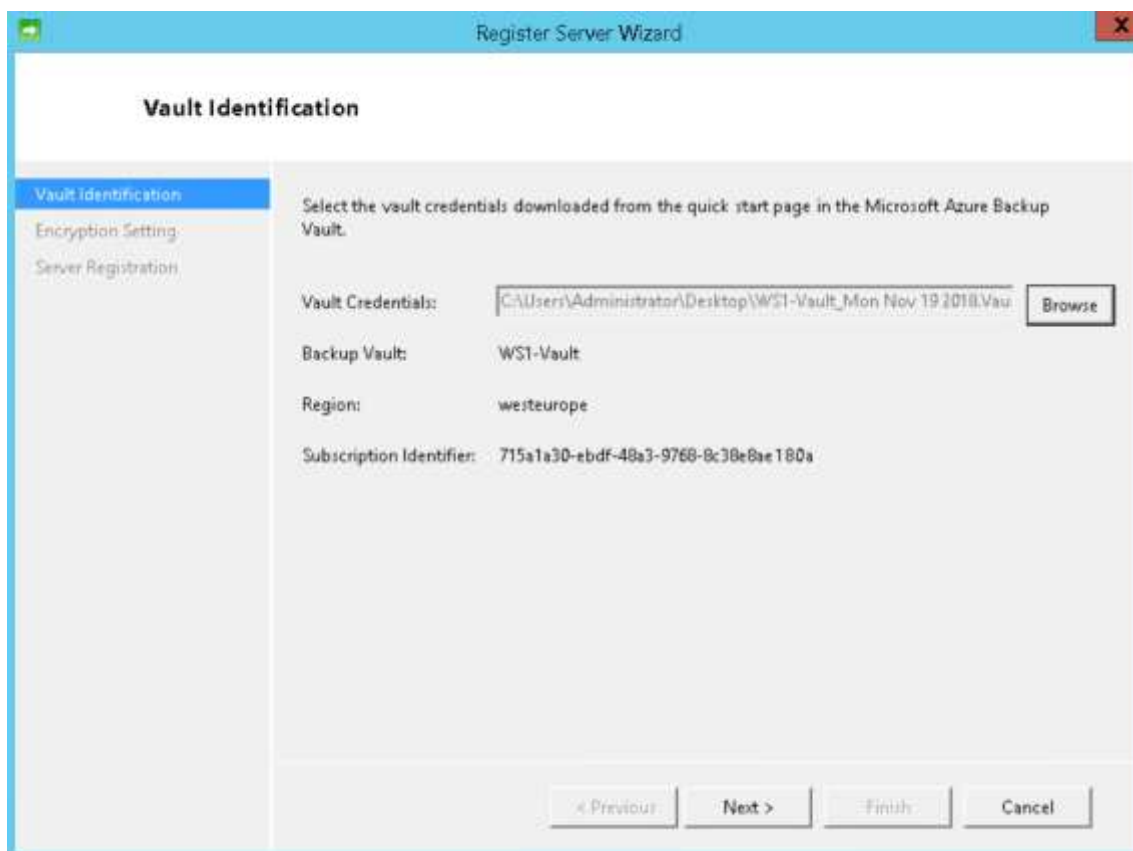 Register Server Wizard
X
Vault Identification
Vault Identification
Encryption Setting
Server Registration
Select the vault credentials downloaded from the quick start page in the Microsoft Azure Backup
Vault.
Vault Credentials: C:\Users\Administrator\Desktop\WS1-Vault_Mon Nov 19 2018.Vau Browse
Backup Vault: WS1-Vault
Region: westeurope
Subscription Identifier: 715a1a30-ebdf-48a3-9768-8c38e8ae180a
< Previous Next > Finish Cancel